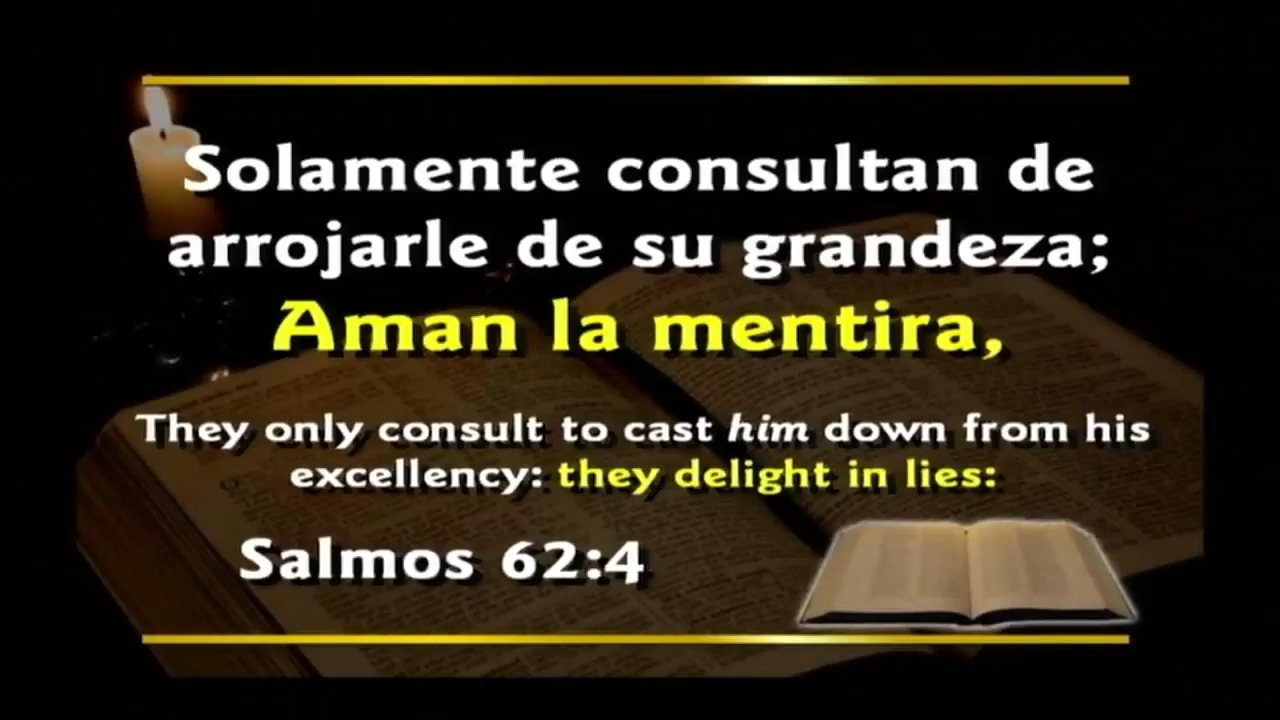 Solamente consultan de
arrojarle de su grandeza;
Aman la mentira,
They only consult to cast him down from his
excellency: they delight in lies:
Salmos 62:4